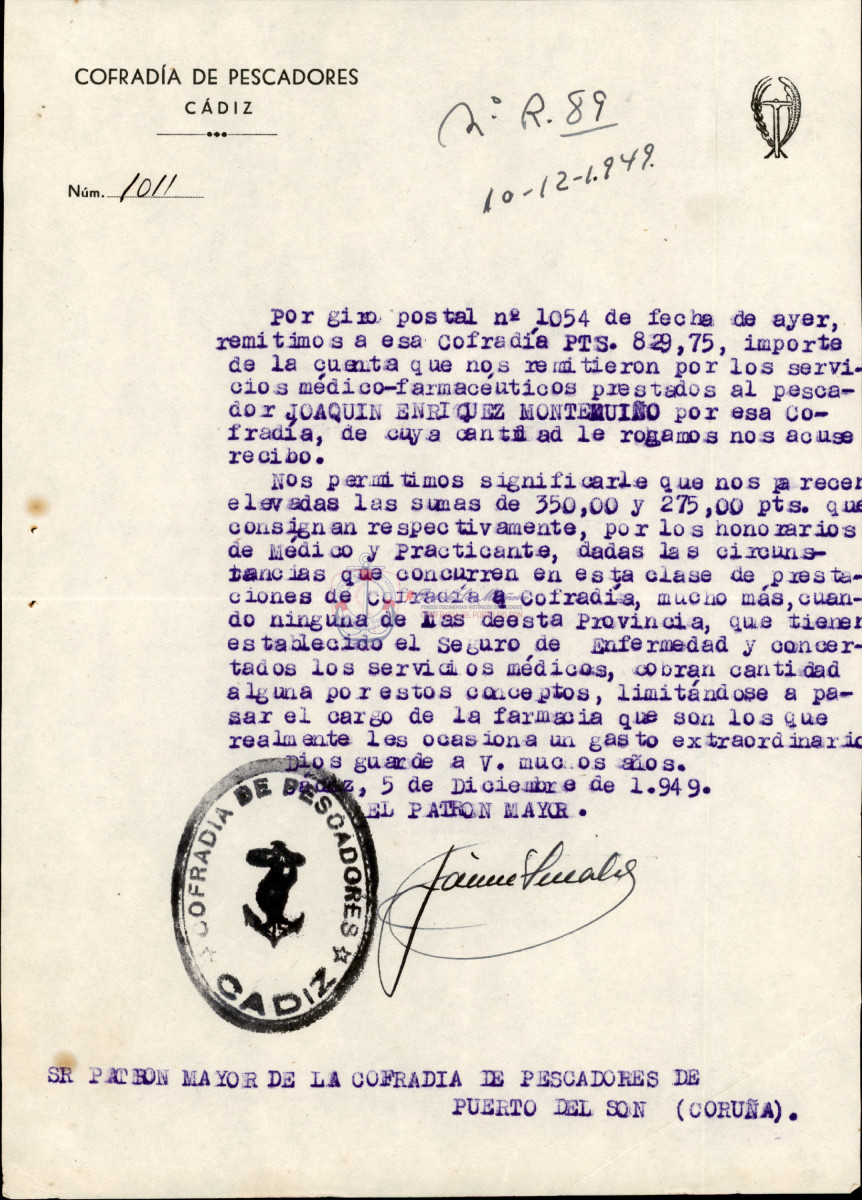 COFRADÍA DE PESCADORES
CÁDIZ
Nº R. 89
10-12-1.949.
Núm. 1011
Por giro postal nº 1054 de fecha de ayer,
remitimos a esa Cofradía PTS. 829,75, importe
de la cuenta que nos remitieron por los servi-
cios médico-farmaceuticos prestados al pesca-
dor JOAQUIN ENRIQUEZ MONTEMUIÑO por esa Co-
fradía, de cuya cantidad le rogamos nos acuse
recibo.
Nos permitimos significarle que nos parecen
elevadas las sumas de 350,00 y 275,00 pts. que
consignan respectivamente, por los honorarios
de Médico y Practicante, dadas las circuns-
tancias que concurren en esta clase de presta-
ciones de Cofradía a Cofradía, mucho más, cuan-
do ninguna de las deesta Provincia, que tienen
establecido el Seguro de Enfermedad y concer-
tados los servicios médicos, cobran cantidad
alguna por estos conceptos, limitándose a pa-
sar el cargo de la farmacia que son los que
realmente les ocasiona un gasto extraordinario
Dios guarde a V. muchos años.
Cádiz, 5 de Diciembre de 1.949.
EL PATRON MAYOR.
COFRADIA DE PESCADORES
CADIZ
SR PATRON MAYOR DE LA COFRADIA DE PESCADORES DE
PUERTO DEL SON (CORUÑA).